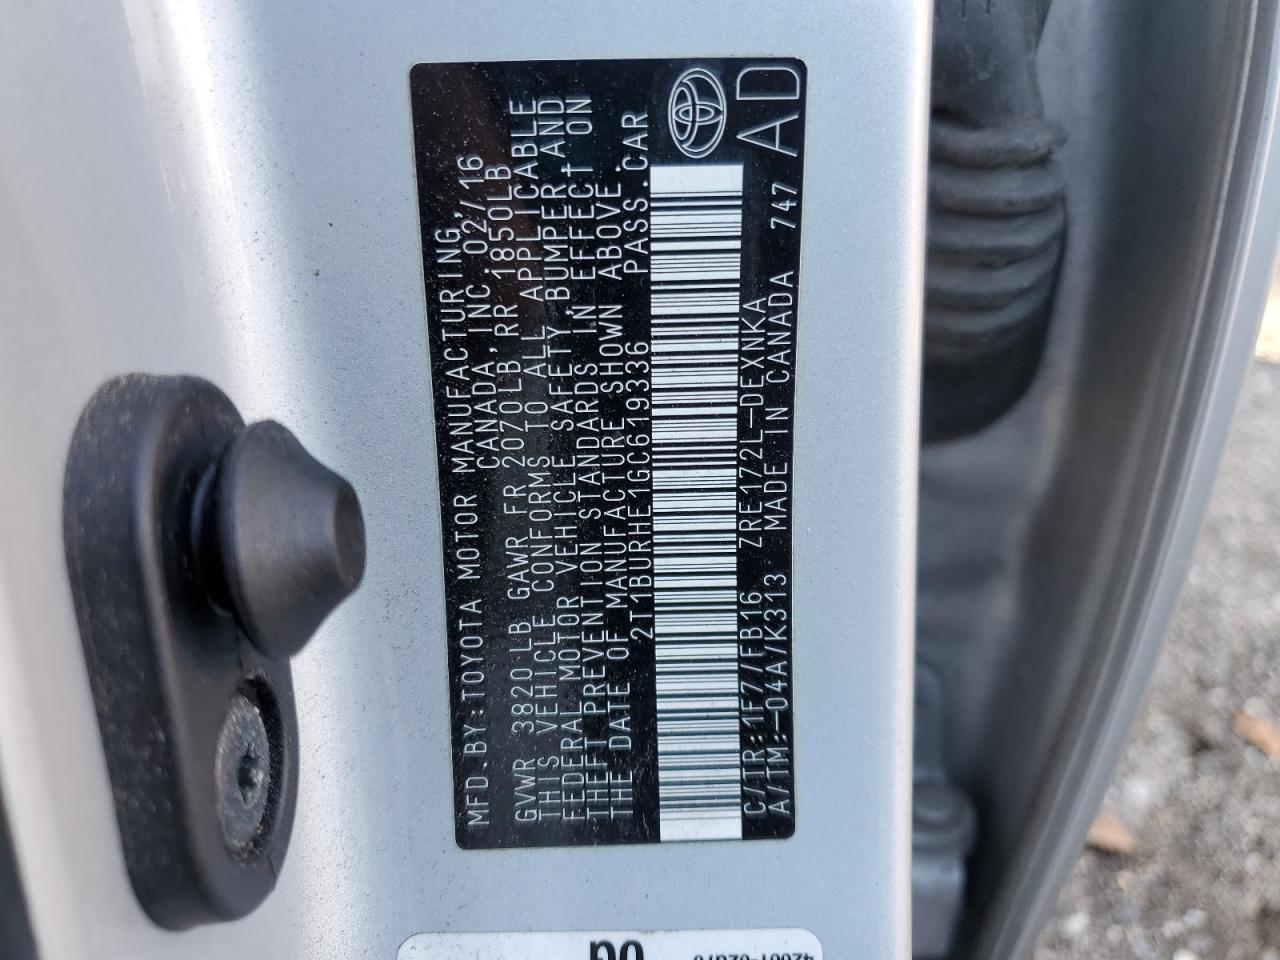 MFD.BY:TOYOTA MOTOR MANUFACTURING,
CANADA,INC.02/16
GVWR 3820LB GAWR FR 2070LB,RR 1850LB
THIS VEHICLE CONFORMS TO ALL APPLICABLE
FEDERAL MOTOR VEHICLE SAFETY,BUMPER,AND
THEFT PREVENTION STANDARDS IN EFFECT ON
THE DATE OF MANUFACTURE SHOWN ABOVE.
2T1BURHE1GC619336 PASS.CAR
C/TR:1F7/FB16 ZRE172L-DEXNKA
A/TM:-04A/K313 MADE IN CANADA 747 AD